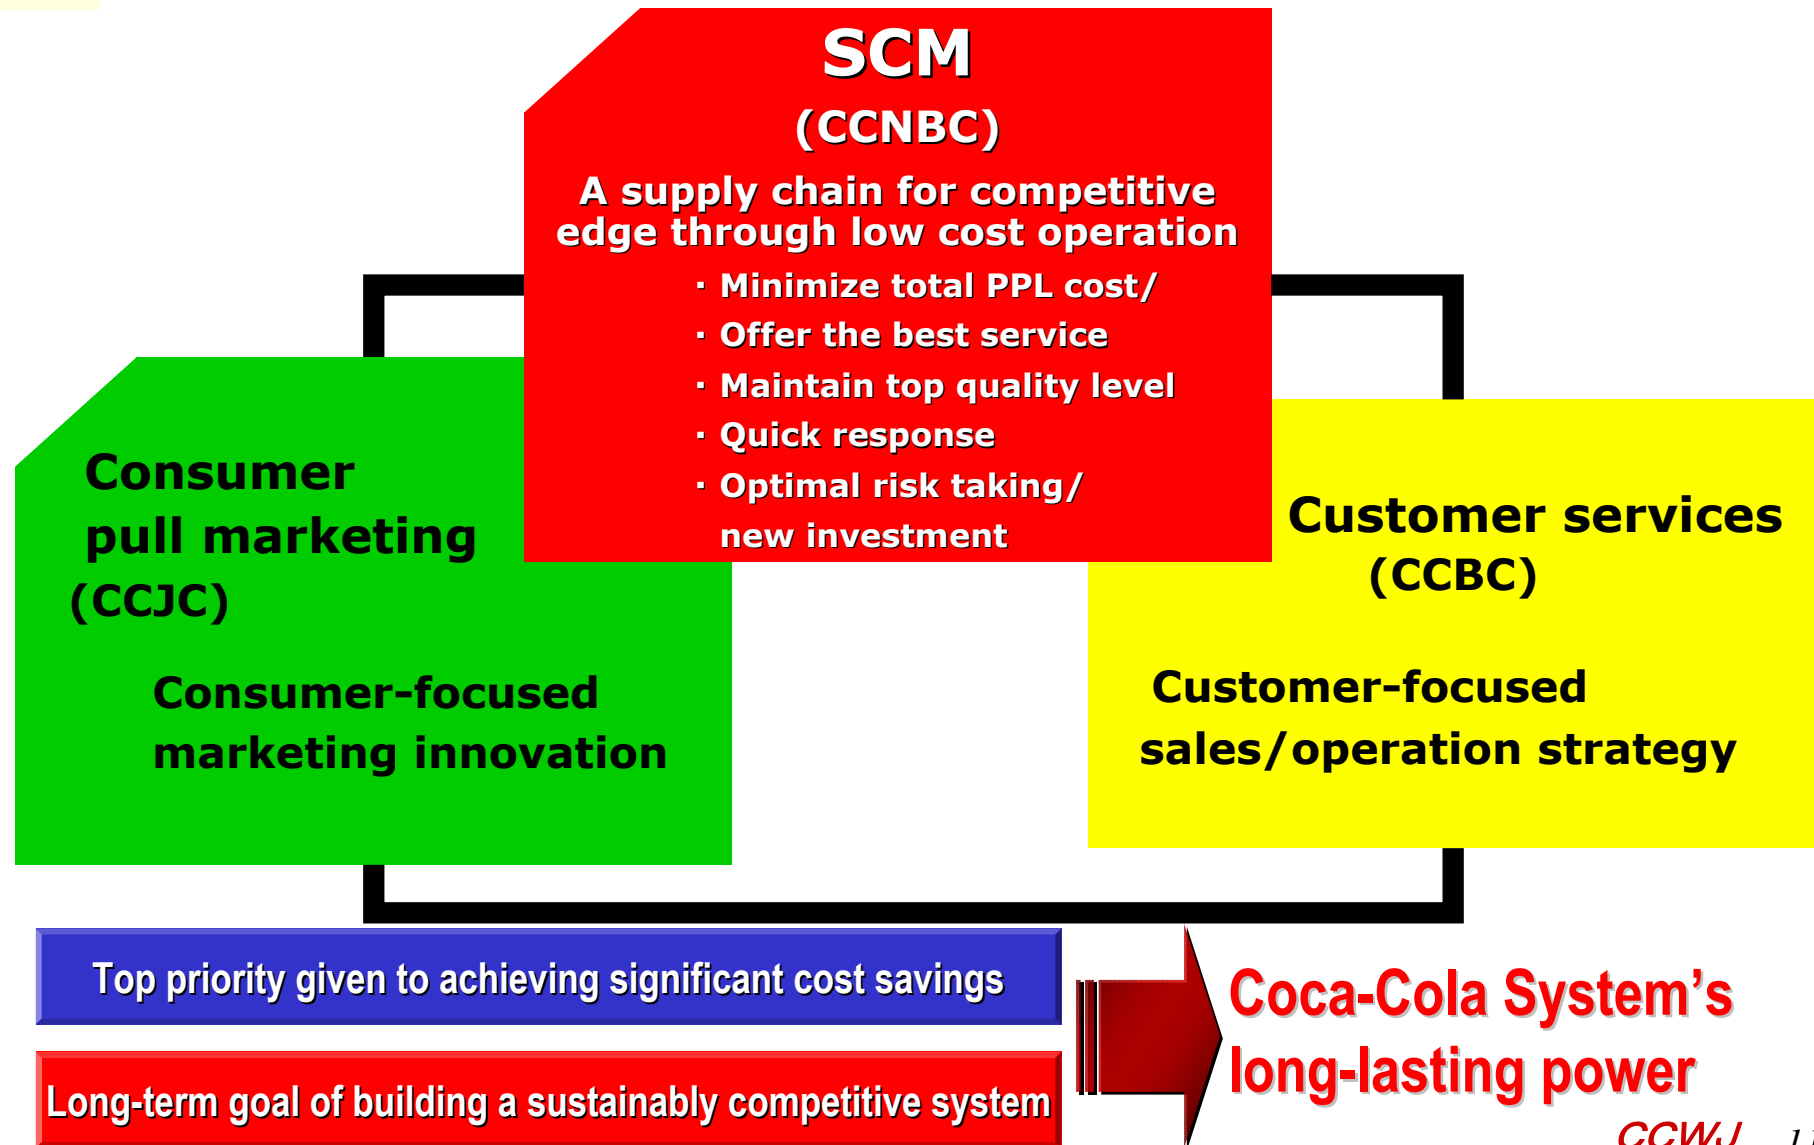 SCM
(CCNBC)
A supply chain for competitive
edge through low cost operation
· Minimize total PPL cost/
· Offer the best service
· Maintain top quality level
· Quick response
· Optimal risk taking/
new investment
Consumer
pull marketing
(CCJC)
Consumer-focused
marketing innovation
Customer services
(CCBC)
Customer-focused
sales/operation strategy
Top priority given to achieving significant cost savings
Long-term goal of building a sustainably competitive system
Coca-Cola System’s
long-lasting power
CCWJ